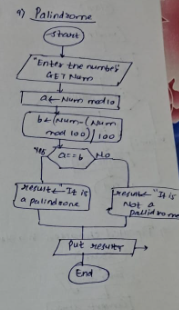 a) Palindrome
Start
"Enter the number"
GET Num
a ← Num mod 10
b ← (Num - (Num
mod 100) / 100
Yes
a == b
No
result ← It is
a palindrome
result "It is
Not a
pallidrome
Put result
End